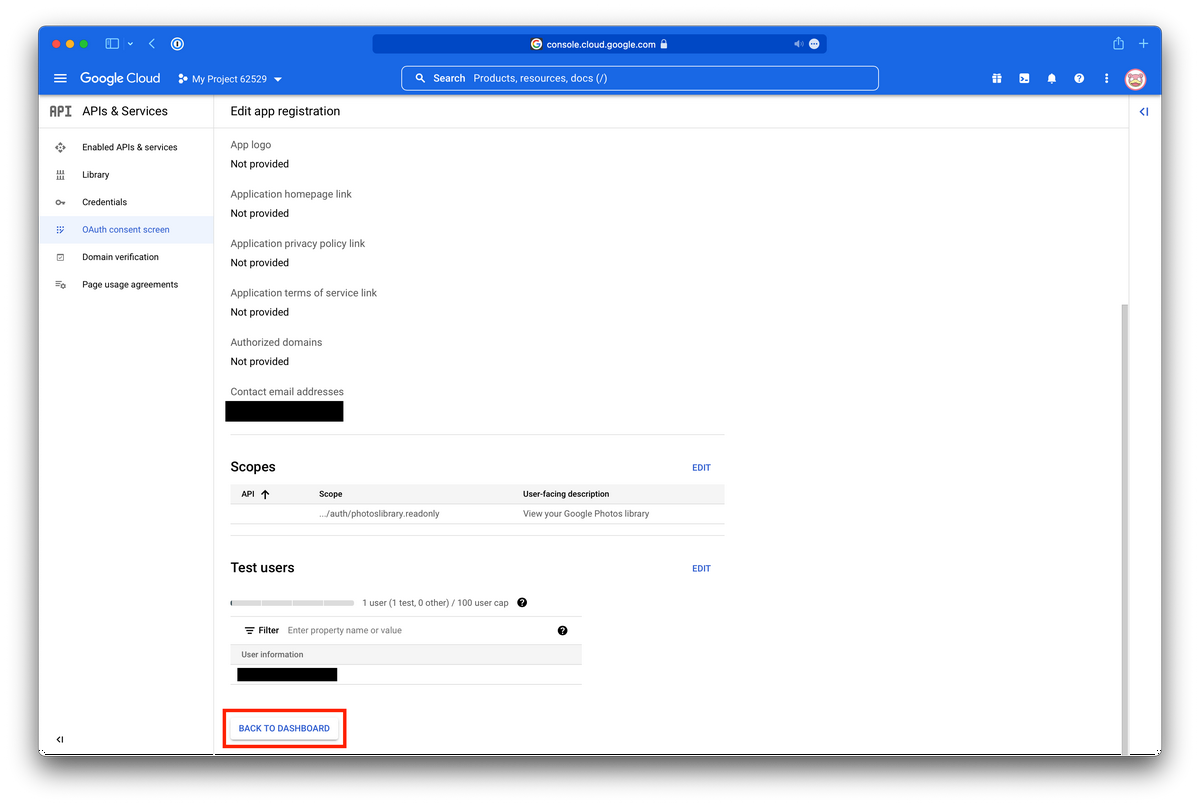 console.cloud.google.com
Google Cloud
My Project 62529
Search Products, resources, docs (/)
API APIs & Services
Edit app registration
Enabled APIs & services
Library
Credentials
OAuth consent screen
Domain verification
Page usage agreements
App logo
Not provided
Application homepage link
Not provided
Application privacy policy link
Not provided
Application terms of service link
Not provided
Authorized domains
Not provided
Contact email addresses
Scopes
EDIT
API Scope User-facing description
.../auth/photoslibrary.readonly View your Google Photos library
Test users
EDIT
1 user (1 test, 0 other) / 100 user cap
Filter Enter property name or value
User information
BACK TO DASHBOARD